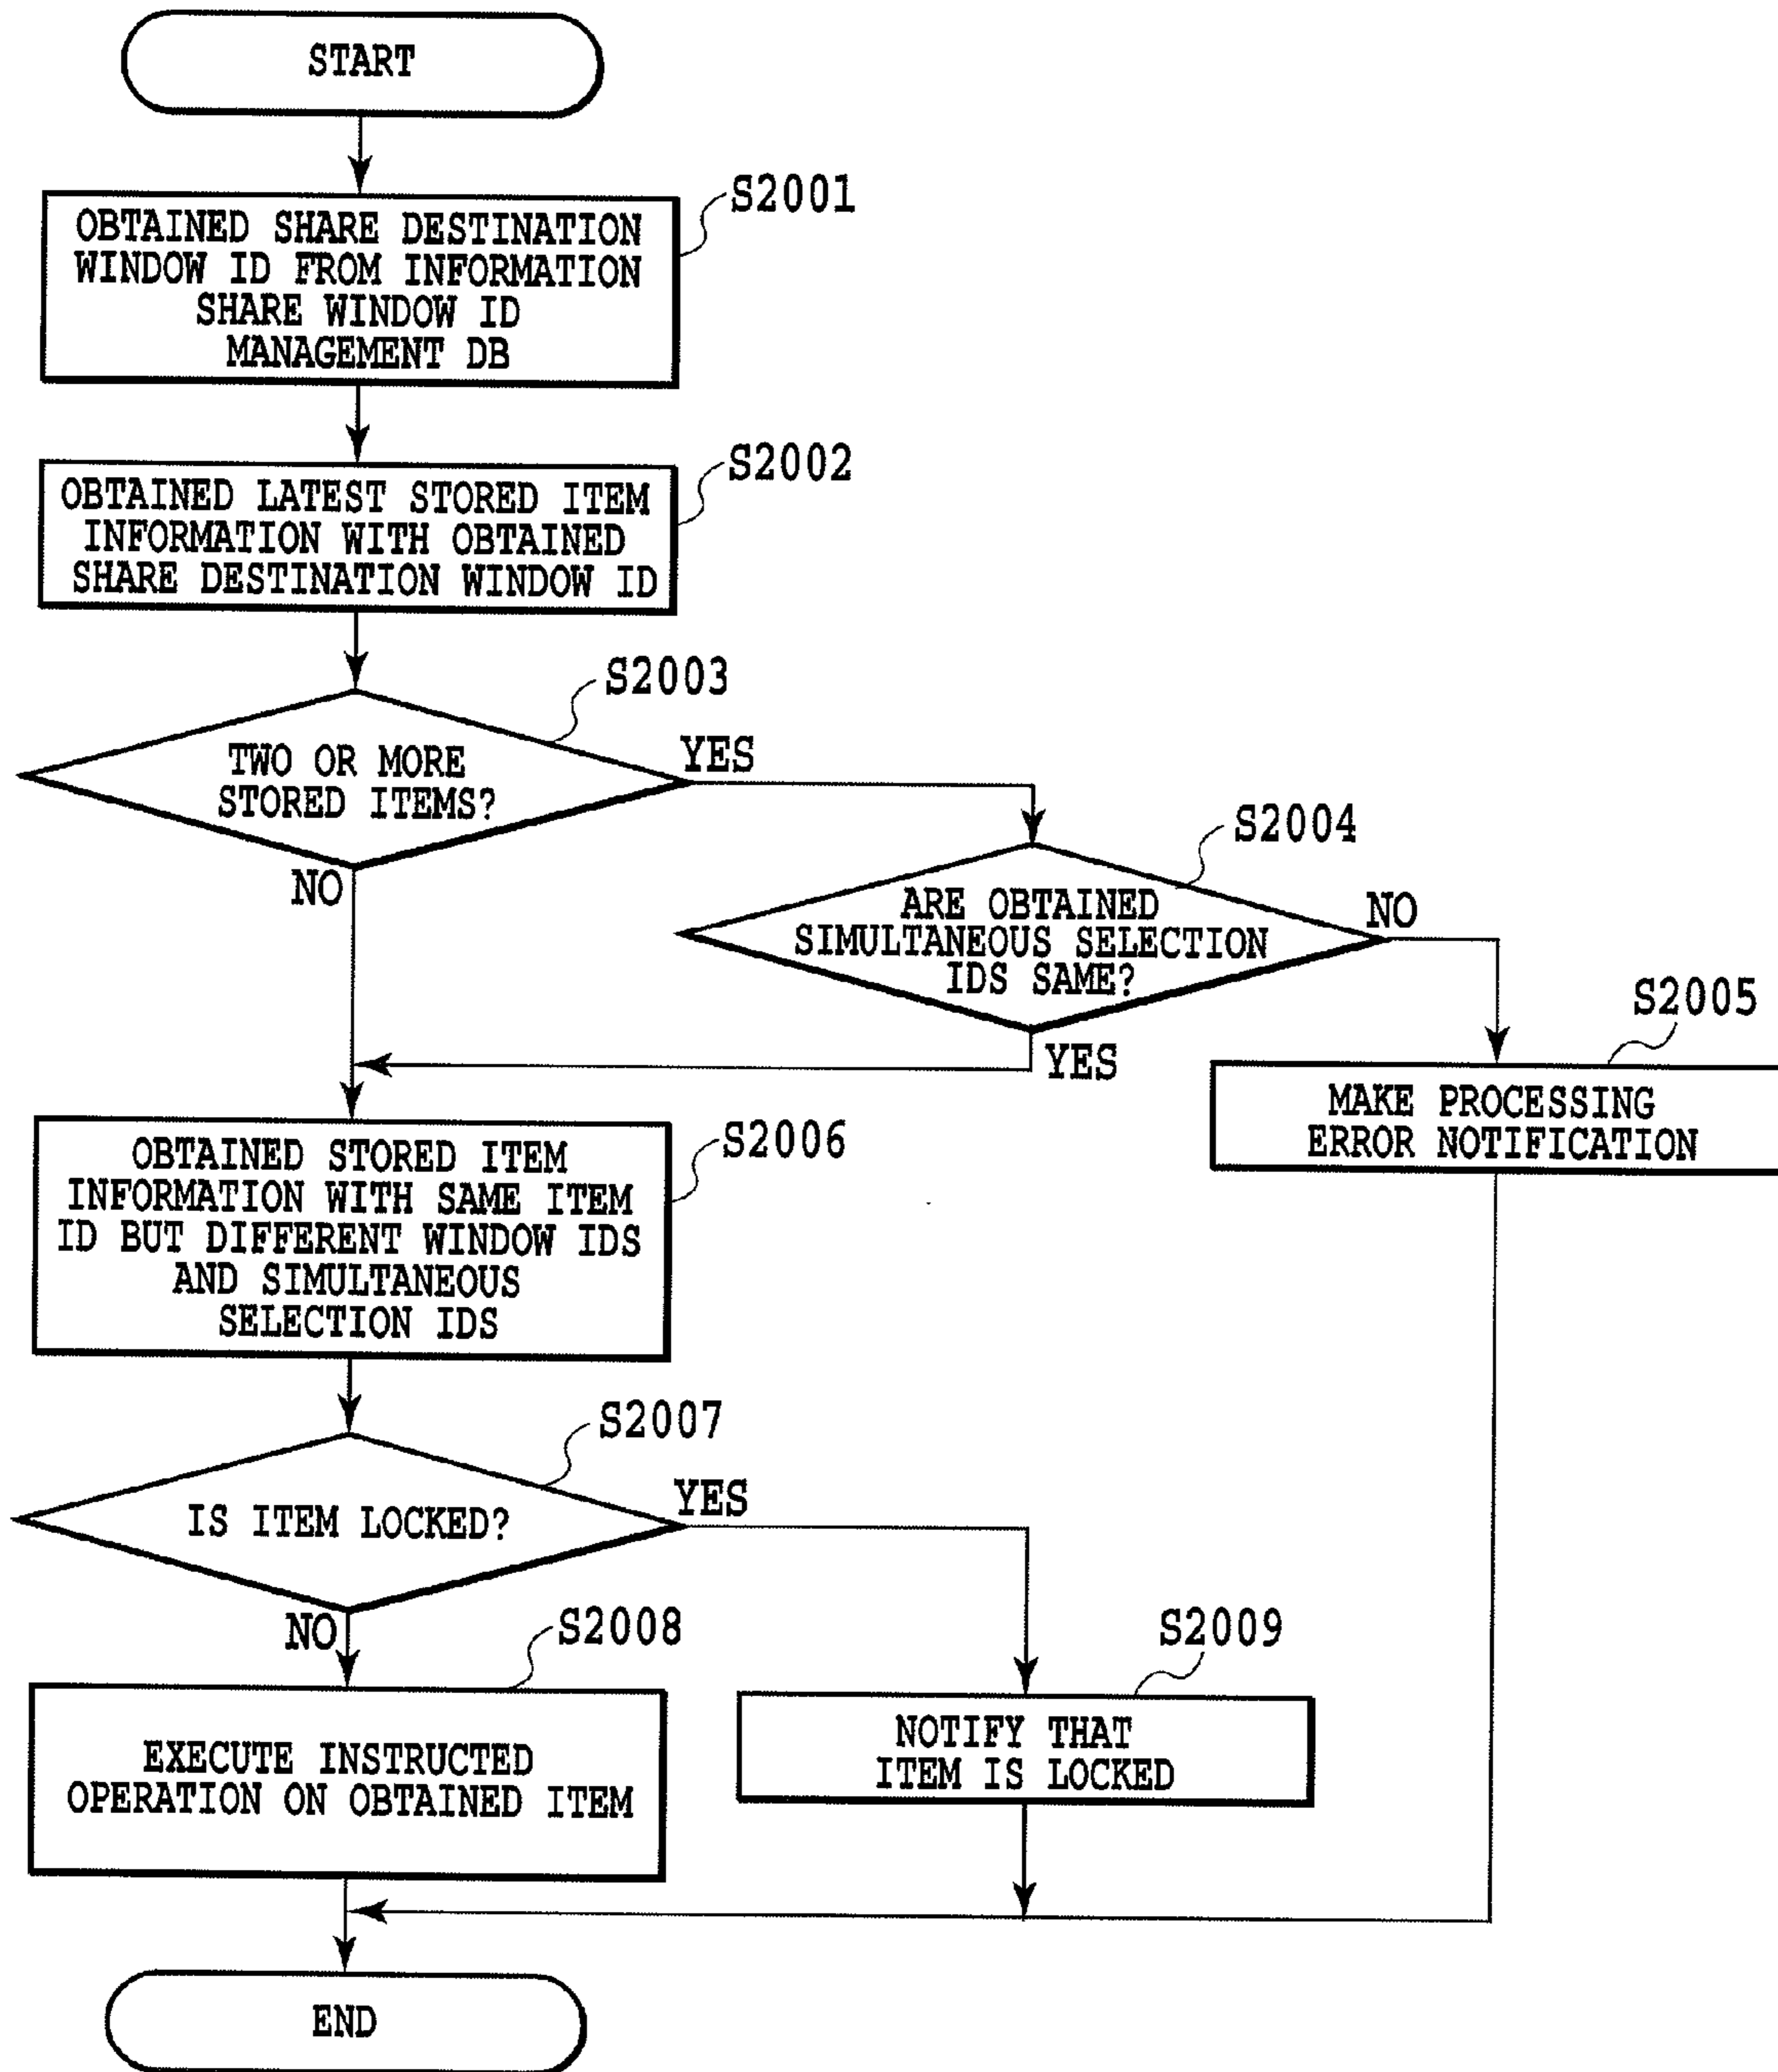 START
S2001
OBTAINED SHARE DESTINATION
WINDOW ID FROM INFORMATION
SHARE WINDOW ID
MANAGEMENT DB
S2002
OBTAINED LATEST STORED ITEM
INFORMATION WITH OBTAINED
SHARE DESTINATION WINDOW ID
S2003
TWO OR MORE
STORED ITEMS?
YES
NO
S2004
ARE OBTAINED
SIMULTANEOUS SELECTION
IDS SAME?
NO
YES
S2005
MAKE PROCESSING
ERROR NOTIFICATION
S2006
OBTAINED STORED ITEM
INFORMATION WITH SAME ITEM
ID BUT DIFFERENT WINDOW IDS
AND SIMULTANEOUS
SELECTION IDS
S2007
IS ITEM LOCKED?
YES
NO
S2008
EXECUTE INSTRUCTED
OPERATION ON OBTAINED ITEM
S2009
NOTIFY THAT
ITEM IS LOCKED
END